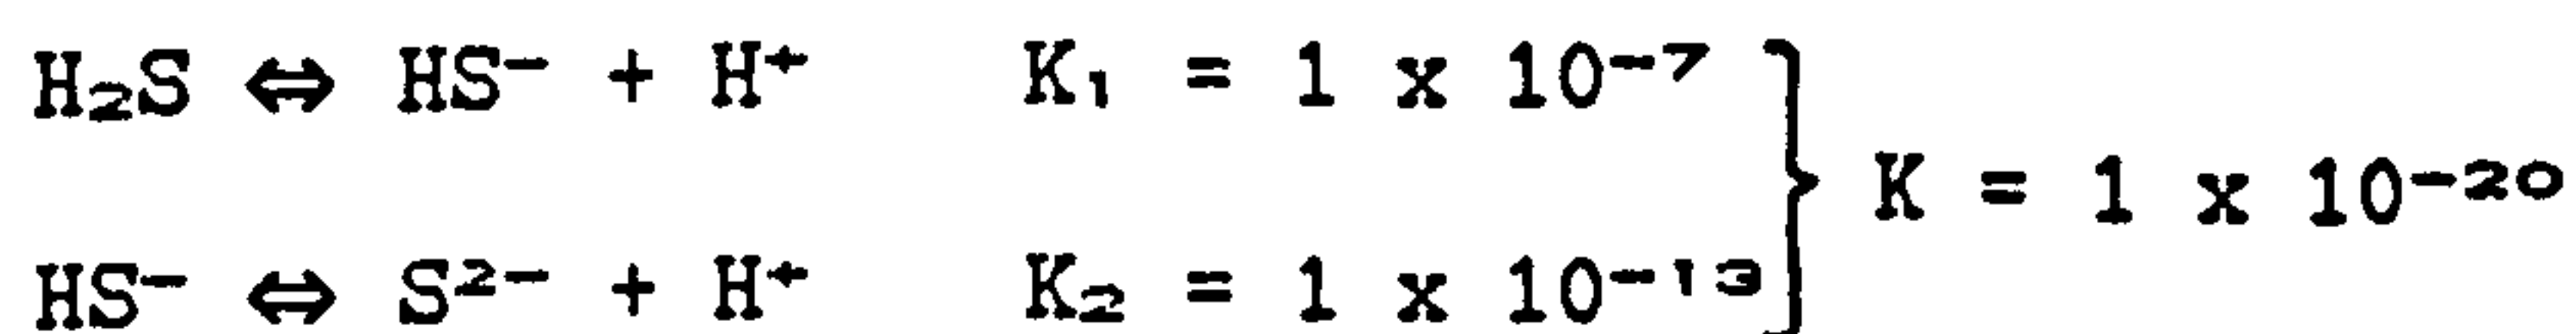 H₂S ⇔ HS⁻ + H⁺ K₁ = 1 x 10⁻⁷
K = 1 x 10⁻²⁰
HS⁻ ⇔ S²⁻ + H⁺ K₂ = 1 x 10⁻¹³